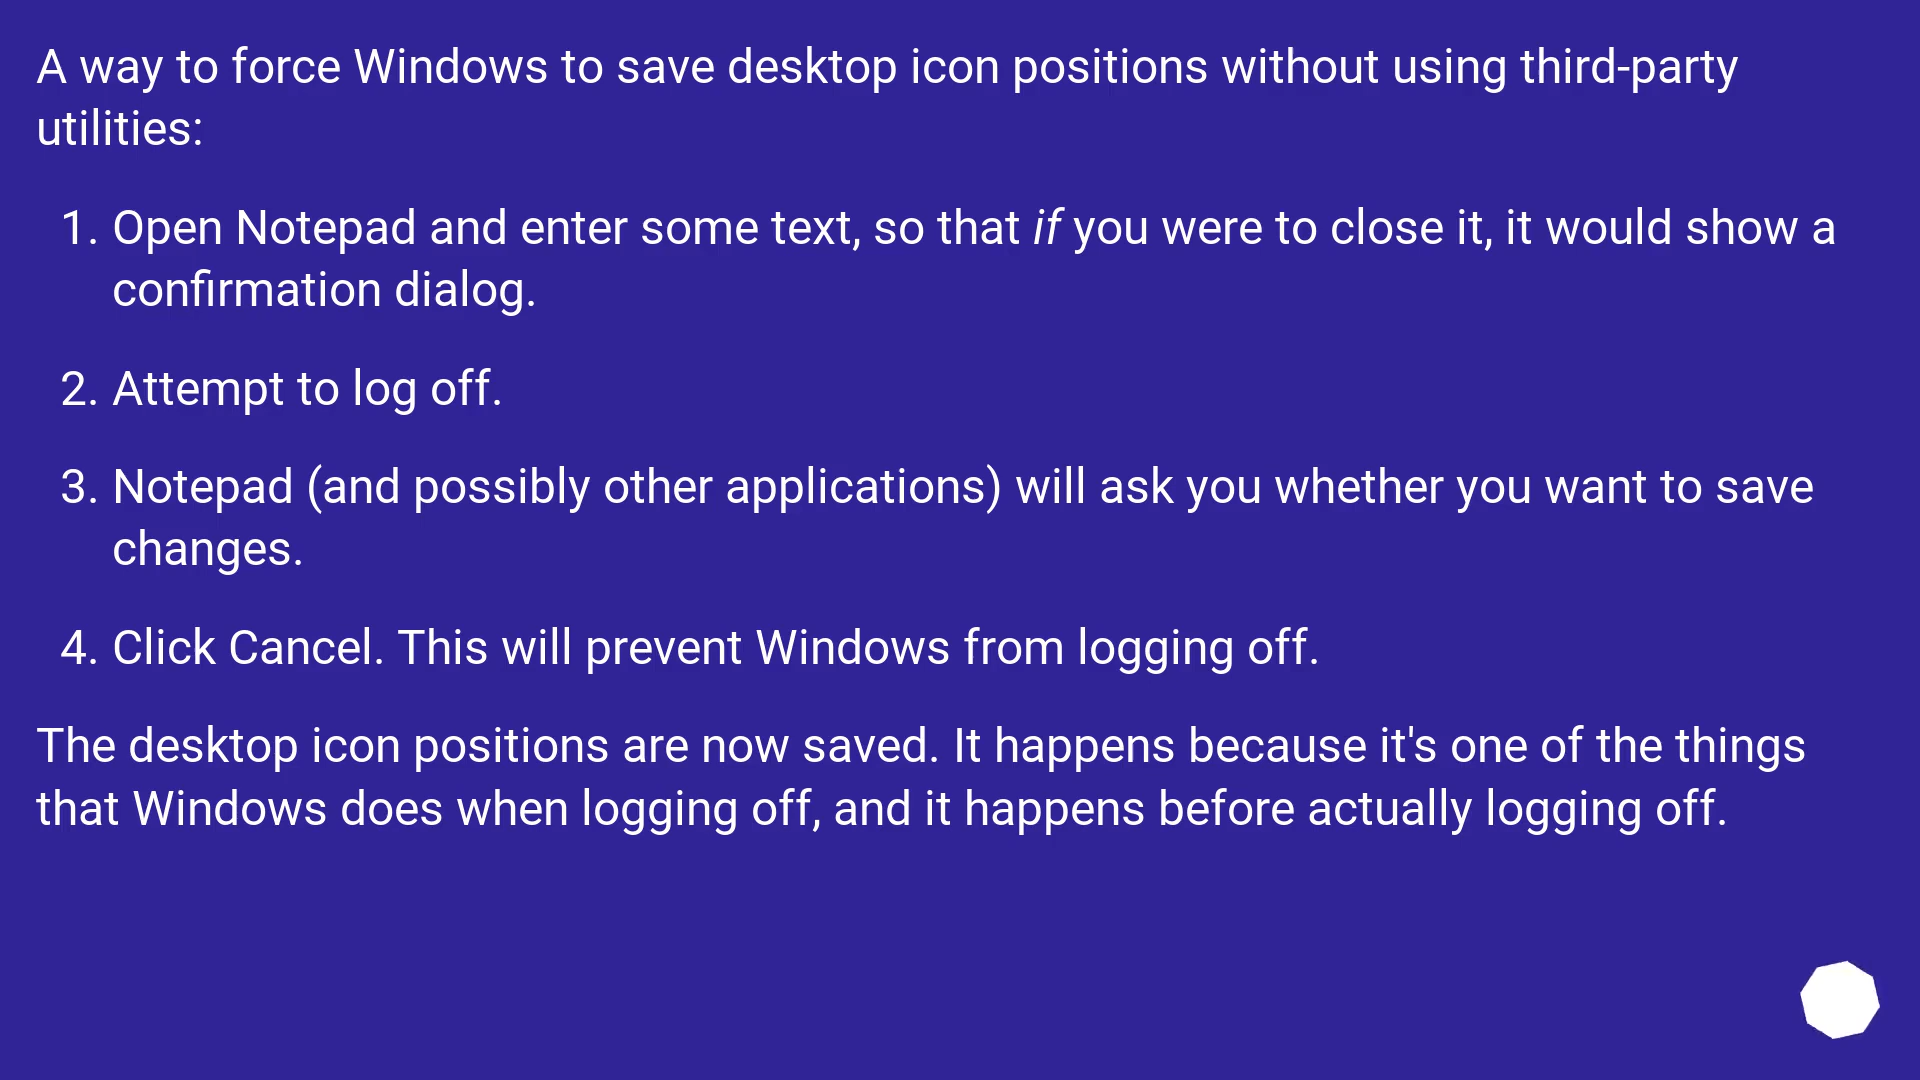 A way to force Windows to save desktop icon positions without using third-party
utilities:
1. Open Notepad and enter some text, so that if you were to close it, it would show a
confirmation dialog.
2. Attempt to log off.
3. Notepad (and possibly other applications) will ask you whether you want to save
changes.
4. Click Cancel. This will prevent Windows from logging off.
The desktop icon positions are now saved. It happens because it's one of the things
that Windows does when logging off, and it happens before actually logging off.